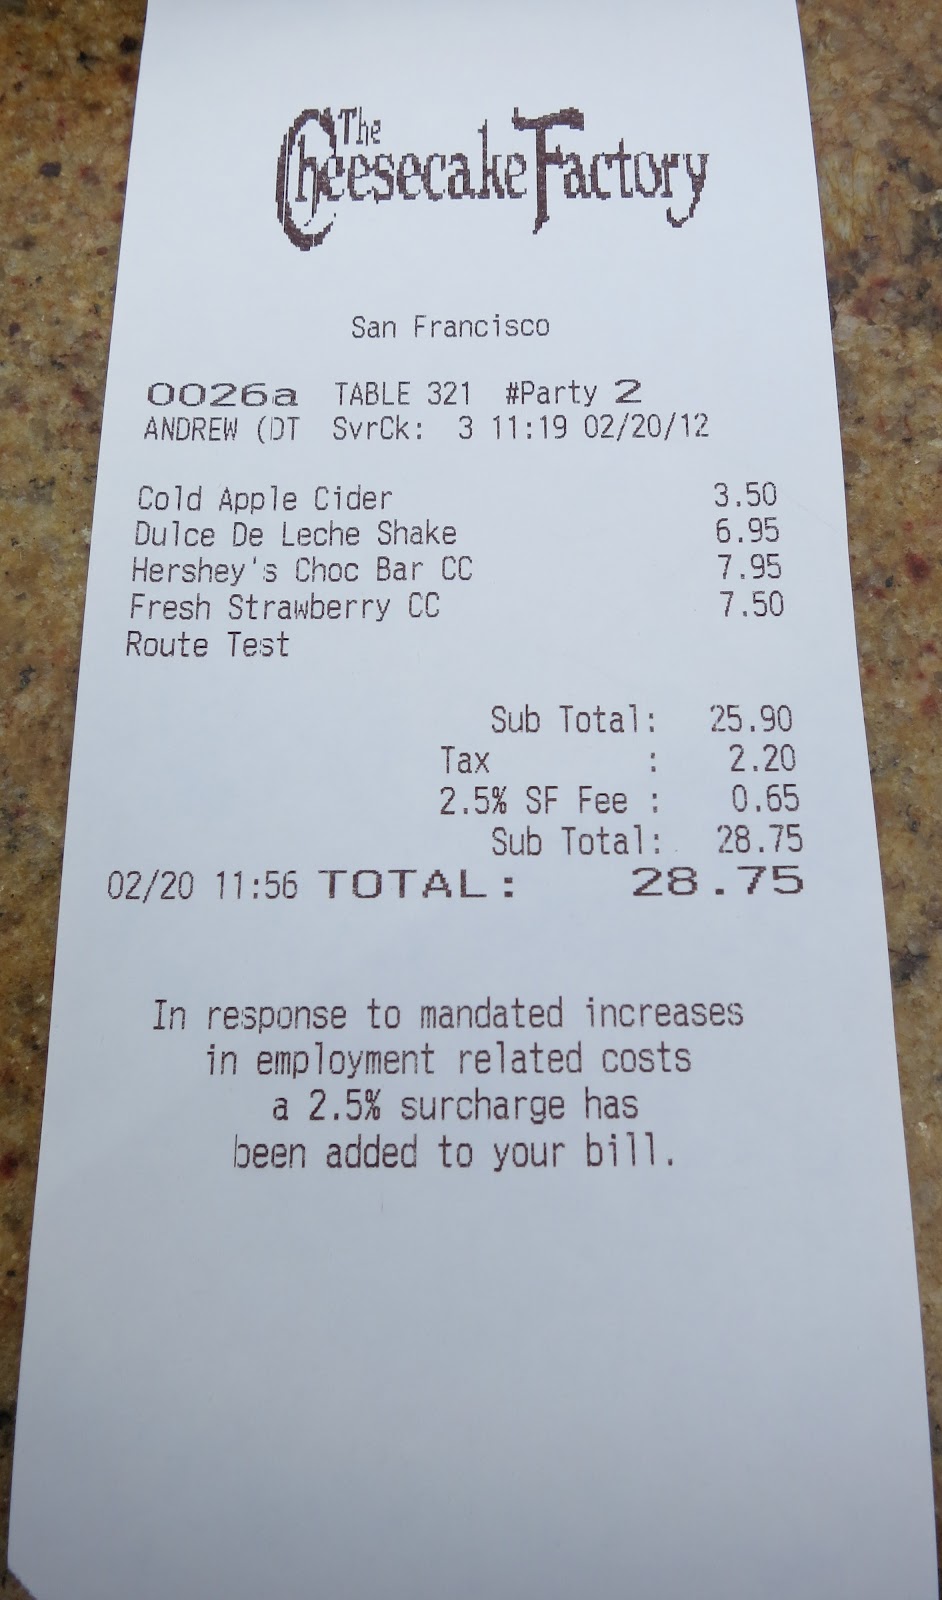 The
Cheesecake Factory
San Francisco
0026a TABLE 321 #Party 2
ANDREW (DT SvrCk: 3 11:19 02/20/12
Cold Apple Cider 3.50
Dulce De Leche Shake 6.95
Hershey's Choc Bar CC 7.95
Fresh Strawberry CC 7.50
Route Test
Sub Total: 25.90
Tax : 2.20
2.5% SF Fee : 0.65
Sub Total: 28.75
02/20 11:56 TOTAL: 28.75
In response to mandated increases
in employment related costs
a 2.5% surcharge has
been added to your bill.